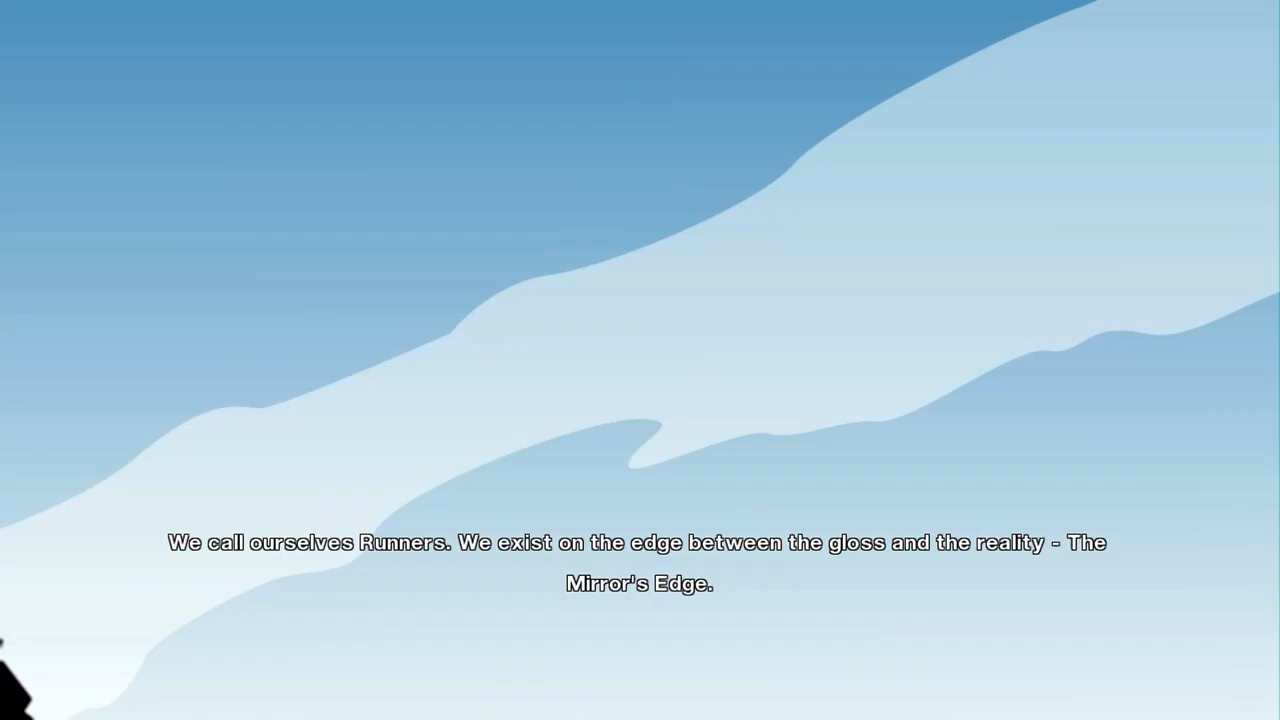 We call ourselves Runners. We exist on the edge between the gloss and the reality - The
Mirror's Edge.